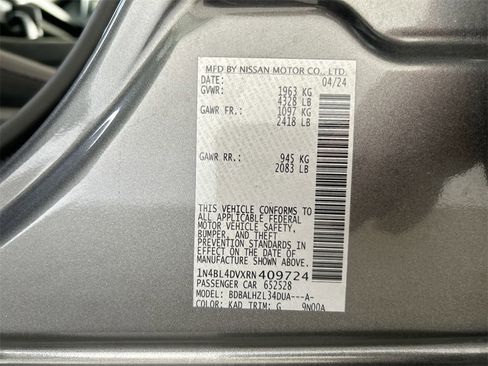 MFD BY NISSAN MOTOR CO., LTD.
DATE: 04/24
GVWR: 1963 KG
4328 LB
GAWR FR.: 1097 KG
2418 LB
GAWR RR.: 945 KG
2083 LB
THIS VEHICLE CONFORMS TO
ALL APPLICABLE FEDERAL
MOTOR VEHICLE SAFETY,
BUMPER, AND THEFT
PREVENTION STANDARDS IN
EFFECT ON THE DATE OF
MANUFACTURE SHOWN ABOVE.
1N4BL4DVXRN409724
PASSENGER CAR 652528
MODEL: BDBALHZL34DUA---A-
COLOR: KAD TRIM: G 9N00A